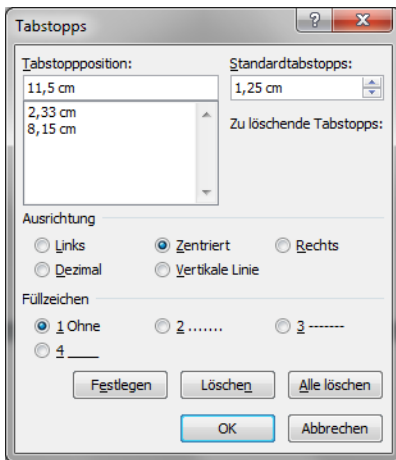 Tabstopps
Tabstoppposition: Standardtabstopps:
11,5 cm 1,25 cm
2,33 cm
8,15 cm
Zu löschende Tabstopps:
Ausrichtung
Links Zentriert Rechts
Dezimal Vertikale Linie
Füllzeichen
1 Ohne 2 ....... 3 -------
4 ____
Festlegen Löschen Alle löschen
OK Abbrechen